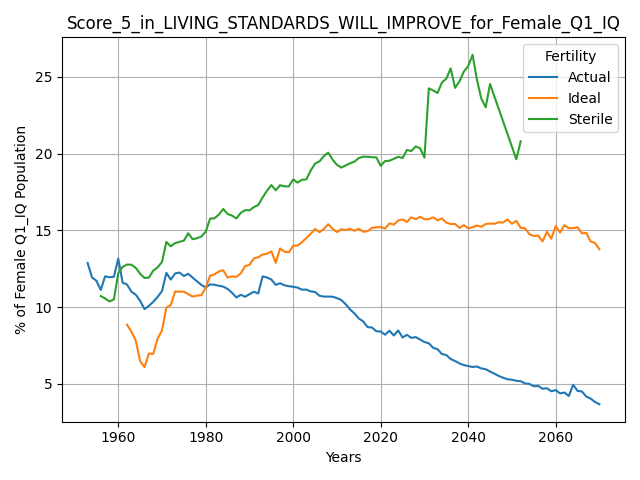 Score_5_in_LIVING_STANDARDS_WILL_IMPROVE_for_Female_Q1_IQ
Fertility
Actual
Ideal
Sterile
% of Female Q1_IQ Population
25
20
15
10
5
1960 1980 2000 2020 2040 2060
Years